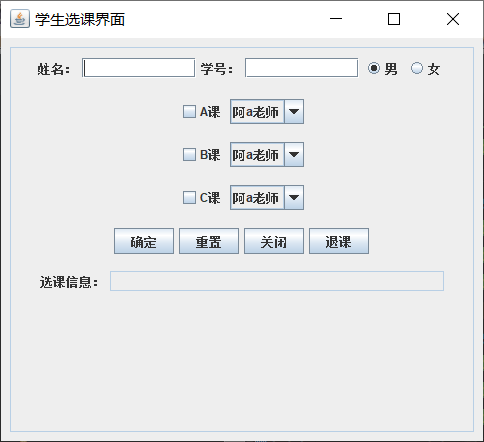 学生选课界面
姓名： 学号： 男 女
A课 阿a老师
B课 阿a老师
C课 阿a老师
确定 重置 关闭 退课
选课信息：